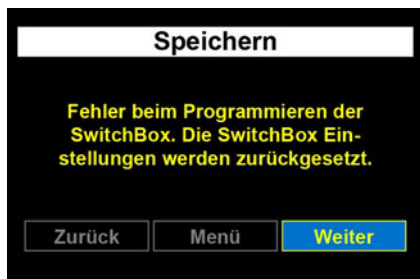 Speichern
Fehler beim Programmieren der
SwitchBox. Die SwitchBox Ein-
stellungen werden zurückgesetzt.
Zurück Menü Weiter